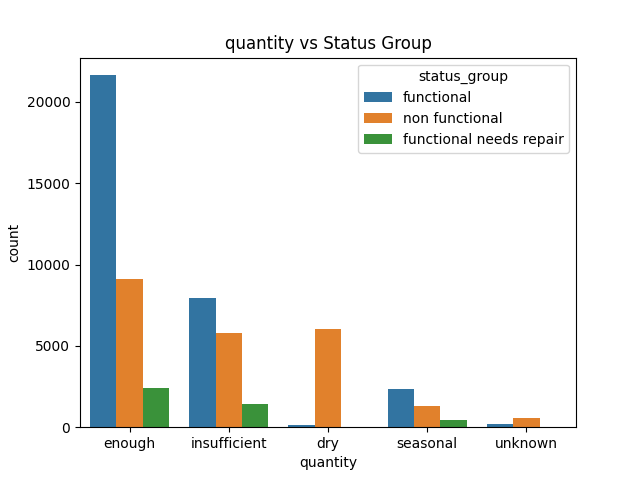 quantity vs Status Group
status_group
functional
non functional
functional needs repair
count
20000
15000
10000
5000
0
enough insufficient dry seasonal unknown
quantity